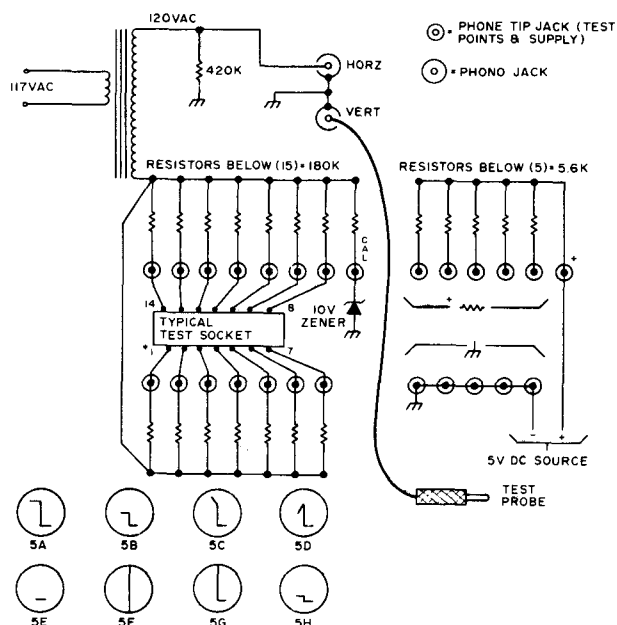 120VAC
= PHONE TIP JACK (TEST
POINTS & SUPPLY)
HORZ
420K
= PHONO JACK
117VAC
VERT
RESISTORS BELOW (15)=180K
RESISTORS BELOW (5)=5.6K
CAL
+
14
8
10V
ZENER
+
TYPICAL
TEST SOCKET
*1
7
- +
5V DC SOURCE
TEST
PROBE
5A
5B
5C
5D
5E
5F
5G
5H